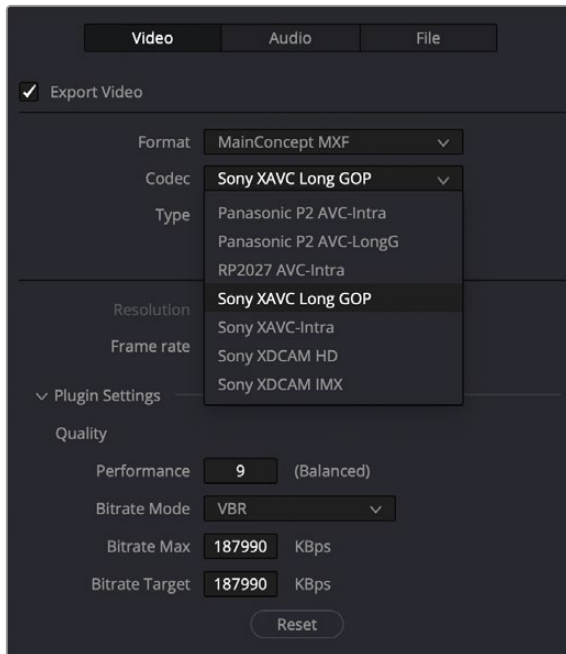 Video Audio File
Export Video
Format MainConcept MXF
Codec Sony XAVC Long GOP
Type
Panasonic P2 AVC-Intra
Panasonic P2 AVC-LongG
RP2027 AVC-Intra
Sony XAVC Long GOP
Sony XAVC-Intra
Sony XDCAM HD
Sony XDCAM IMX
Resolution
Frame rate
Plugin Settings
Quality
Performance 9 (Balanced)
Bitrate Mode VBR
Bitrate Max 187990 KBps
Bitrate Target 187990 KBps
Reset